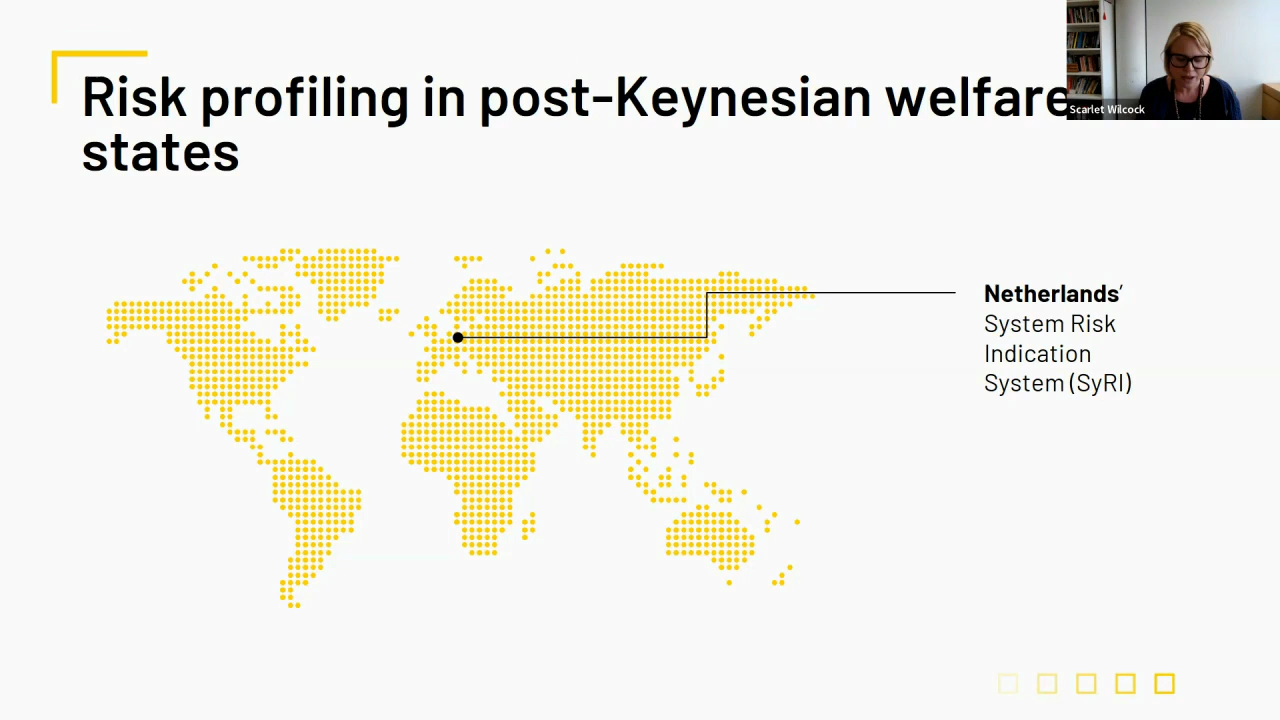 Risk profiling in post-Keynesian welfare
states
Scarlet Wilcock
Netherlands’
System Risk
Indication
System (SyRI)